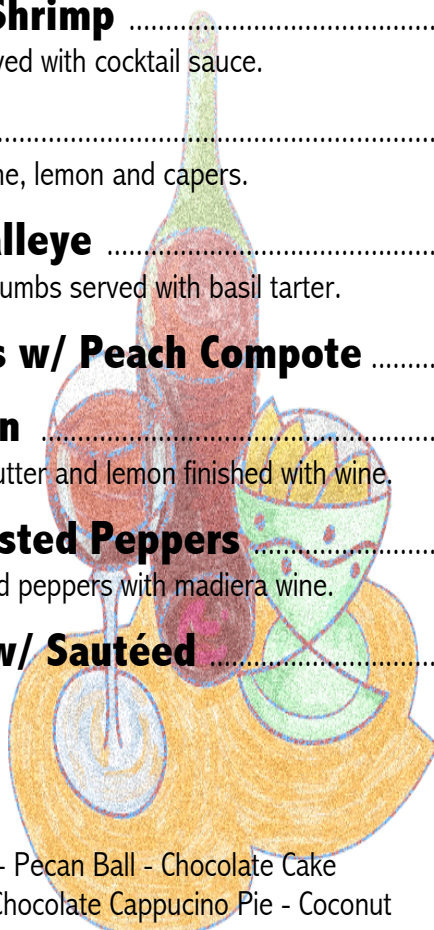 Shrimp ........................................
ved with cocktail sauce.
................................................................
ne, lemon and capers.
alleye ............................................
umbs served with basil tarter.
s w/ Peach Compote .........
n .......................................................
utter and lemon finished with wine.
sted Peppers ........................
d peppers with madiera wine.
w/ Sautéed ...............................
- Pecan Ball - Chocolate Cake
Chocolate Cappucino Pie - Coconut